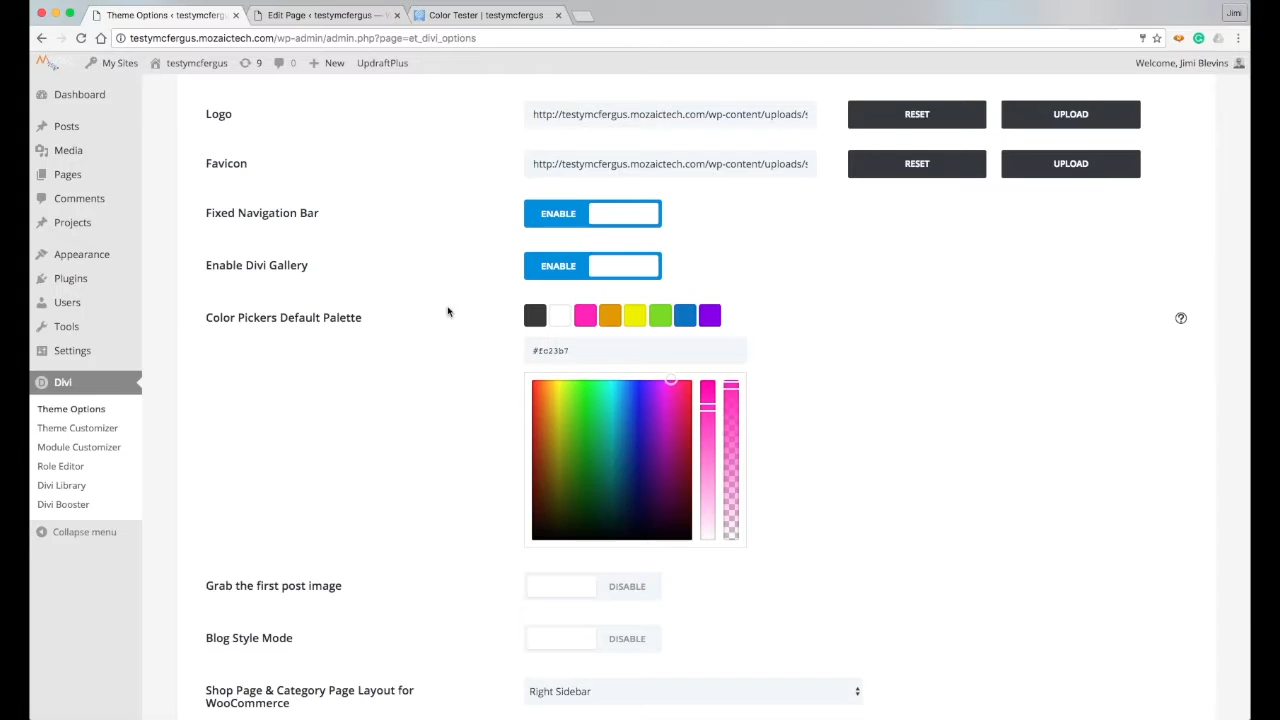 Theme Options ‹ testymcferg
Edit Page ‹ testymcfergus — V
Color Tester | testymcfergus
Jimi
testymcfergus.mozaictech.com/wp-admin/admin.php?page=et_divi_options
My Sites
testymcfergus
9
0
New
UpdraftPlus
Welcome, Jimi Blevins
Dashboard
Posts
Media
Pages
Comments
Projects
Appearance
Plugins
Users
Tools
Settings
Divi
Theme Options
Theme Customizer
Module Customizer
Role Editor
Divi Library
Divi Booster
Collapse menu
Logo
http://testymcfergus.mozaictech.com/wp-content/uploads/s
RESET
UPLOAD
Favicon
http://testymcfergus.mozaictech.com/wp-content/uploads/s
RESET
UPLOAD
Fixed Navigation Bar
ENABLE
Enable Divi Gallery
ENABLE
Color Pickers Default Palette
#fc23b7
Grab the first post image
DISABLE
Blog Style Mode
DISABLE
Shop Page & Category Page Layout for
WooCommerce
Right Sidebar